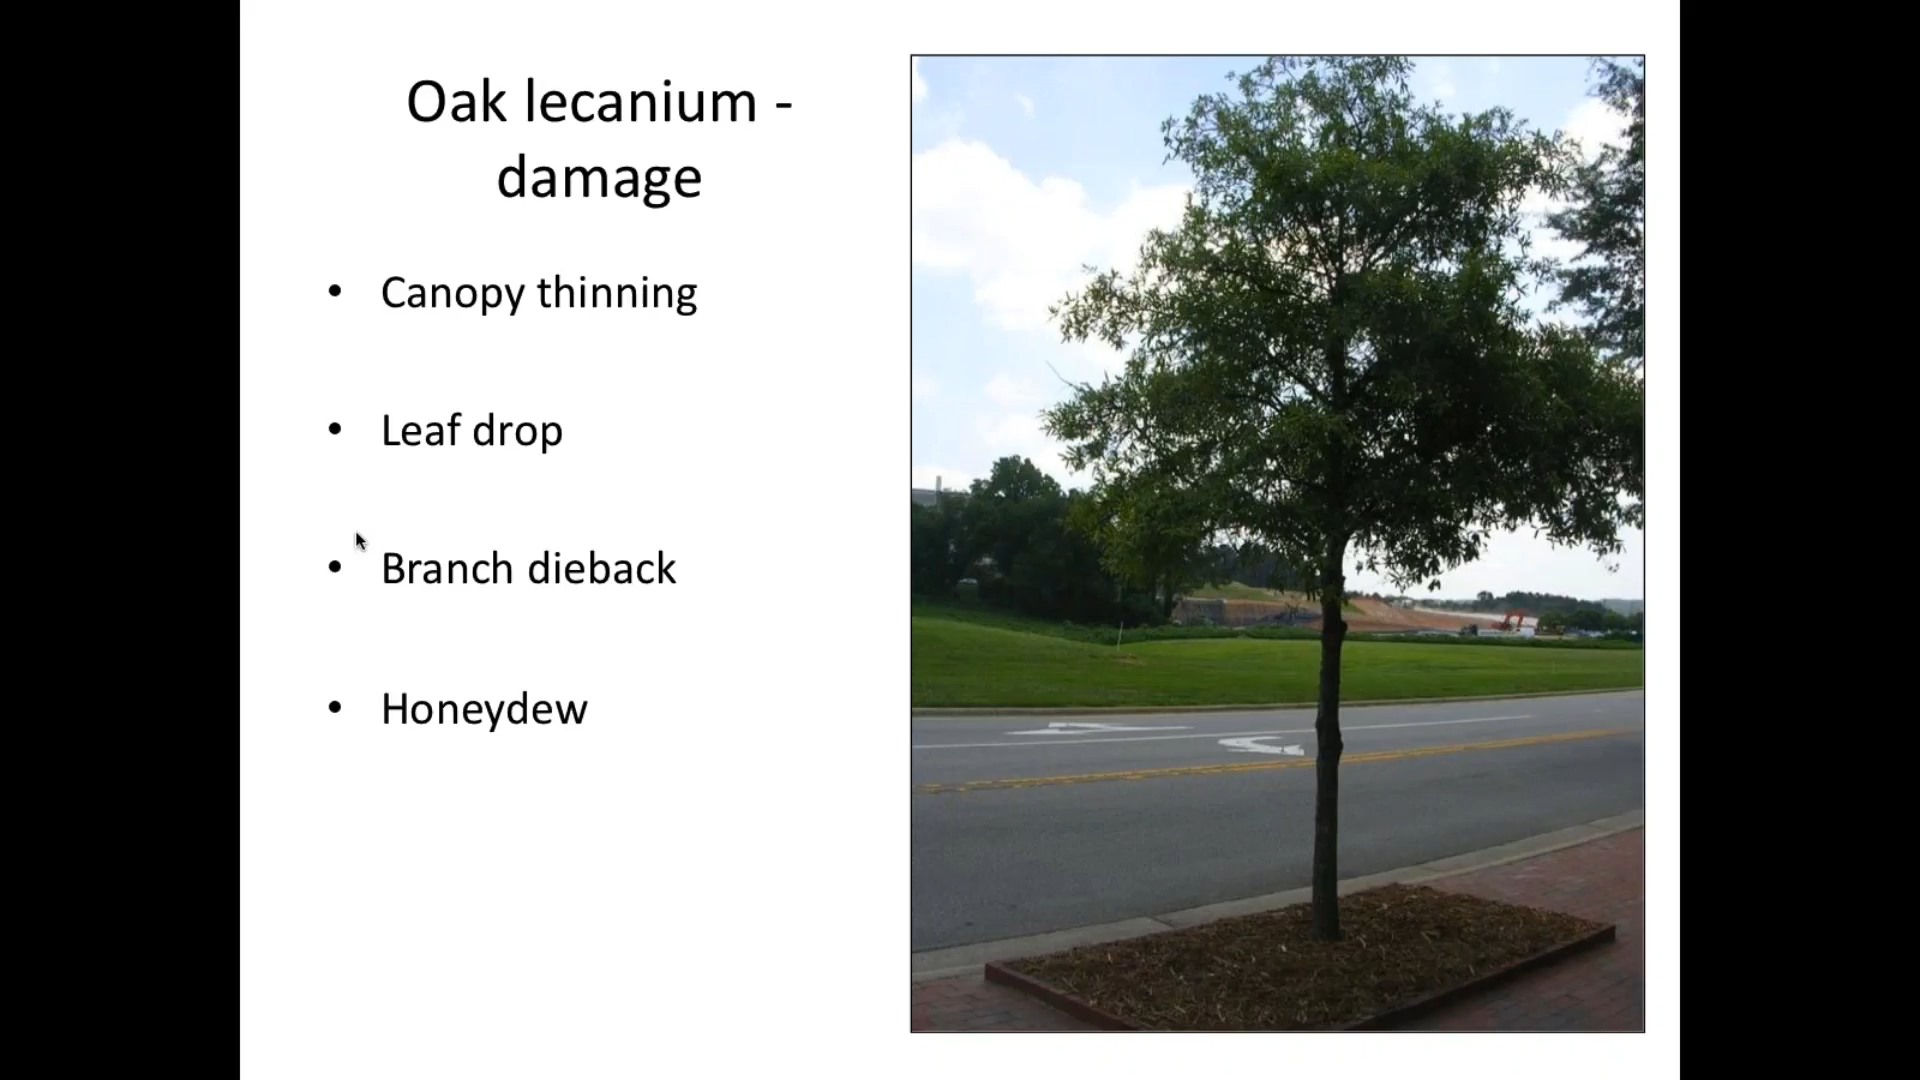 Oak lecanium -
damage
• Canopy thinning
• Leaf drop
• Branch dieback
• Honeydew